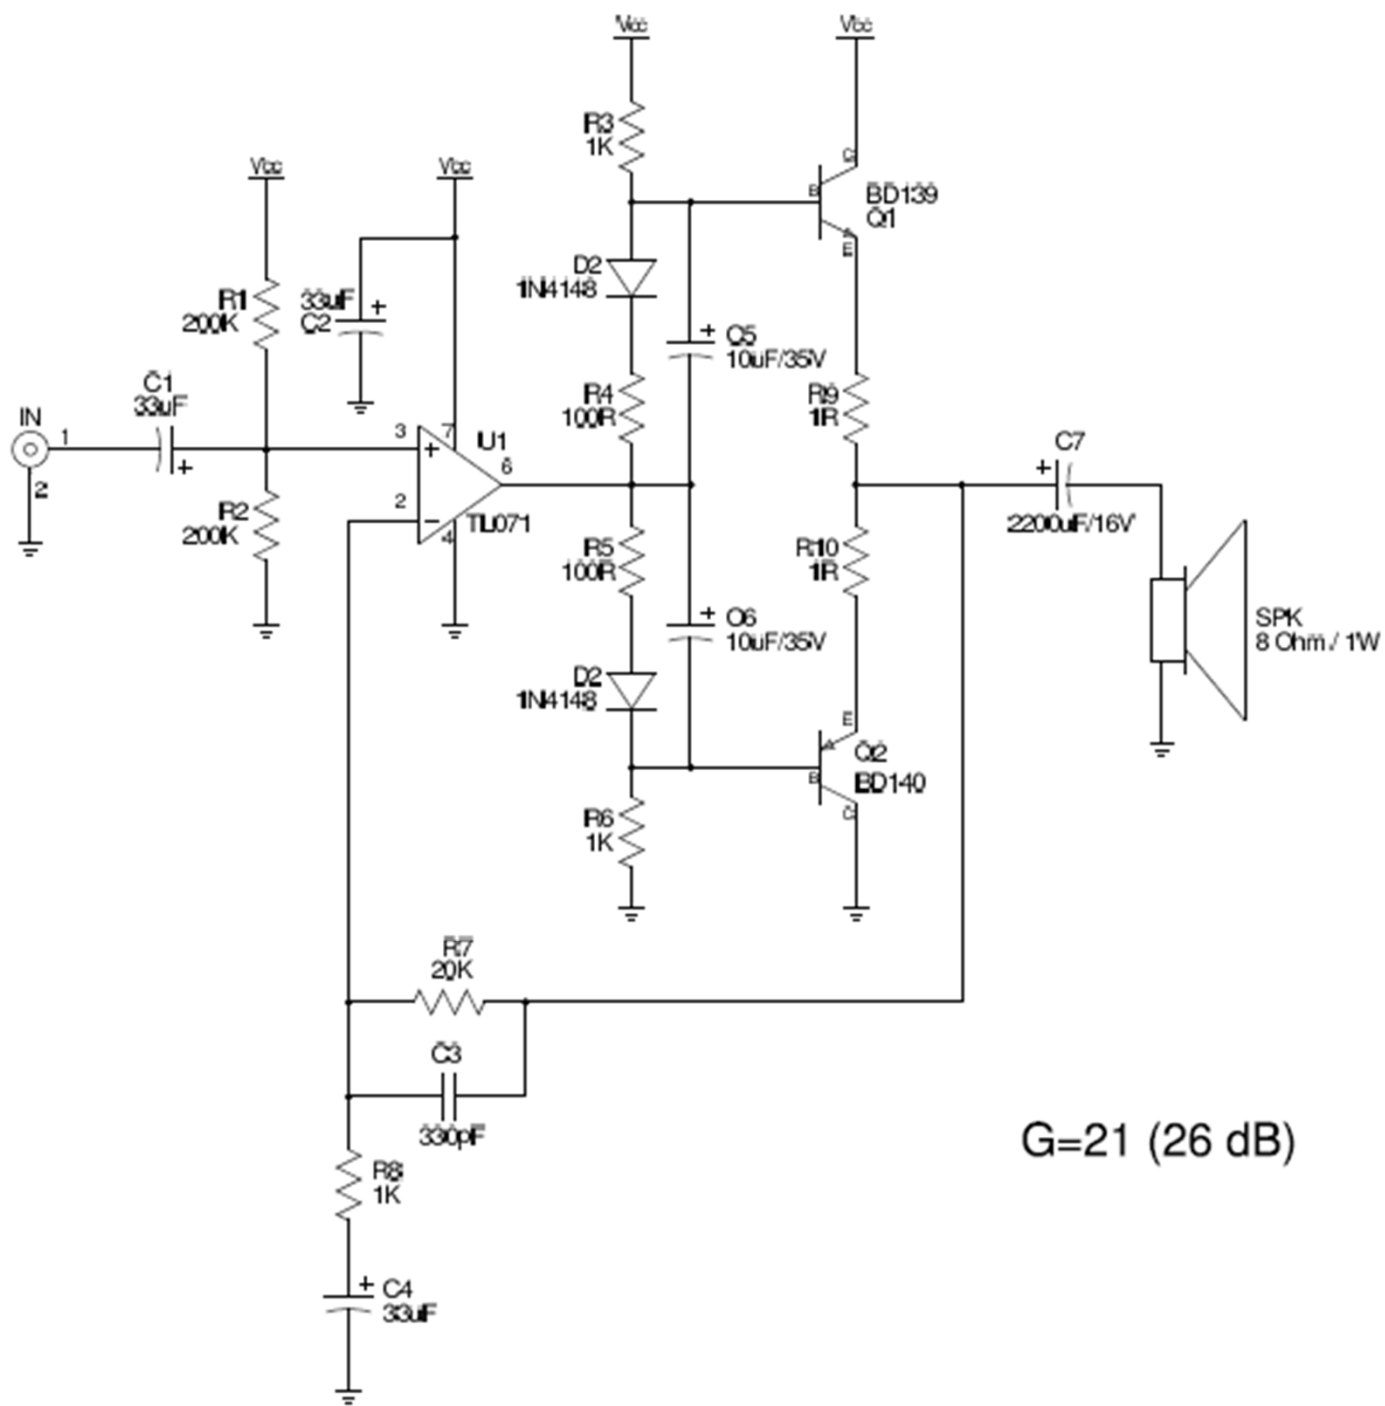 Vcc
Vcc
R3
1K
C
B
BD139
Q1
E
Vcc
Vcc
D2
1N4148
R1
200K
33uF
C2
+
+
C5
10uF/35V
C1
33uF
R4
100R
R9
1R
IN
1
2
+
3
+
7
U1
6
2
-
TL071
4
C7
+
2200uF/16V
R2
200K
R5
100R
R10
1R
+
C6
10uF/35V
SPK
8 Ohm / 1W
D2
1N4148
E
Q2
B
BD140
C
R6
1K
R7
20K
C3
330pF
G=21 (26 dB)
R8
1K
+
C4
33uF